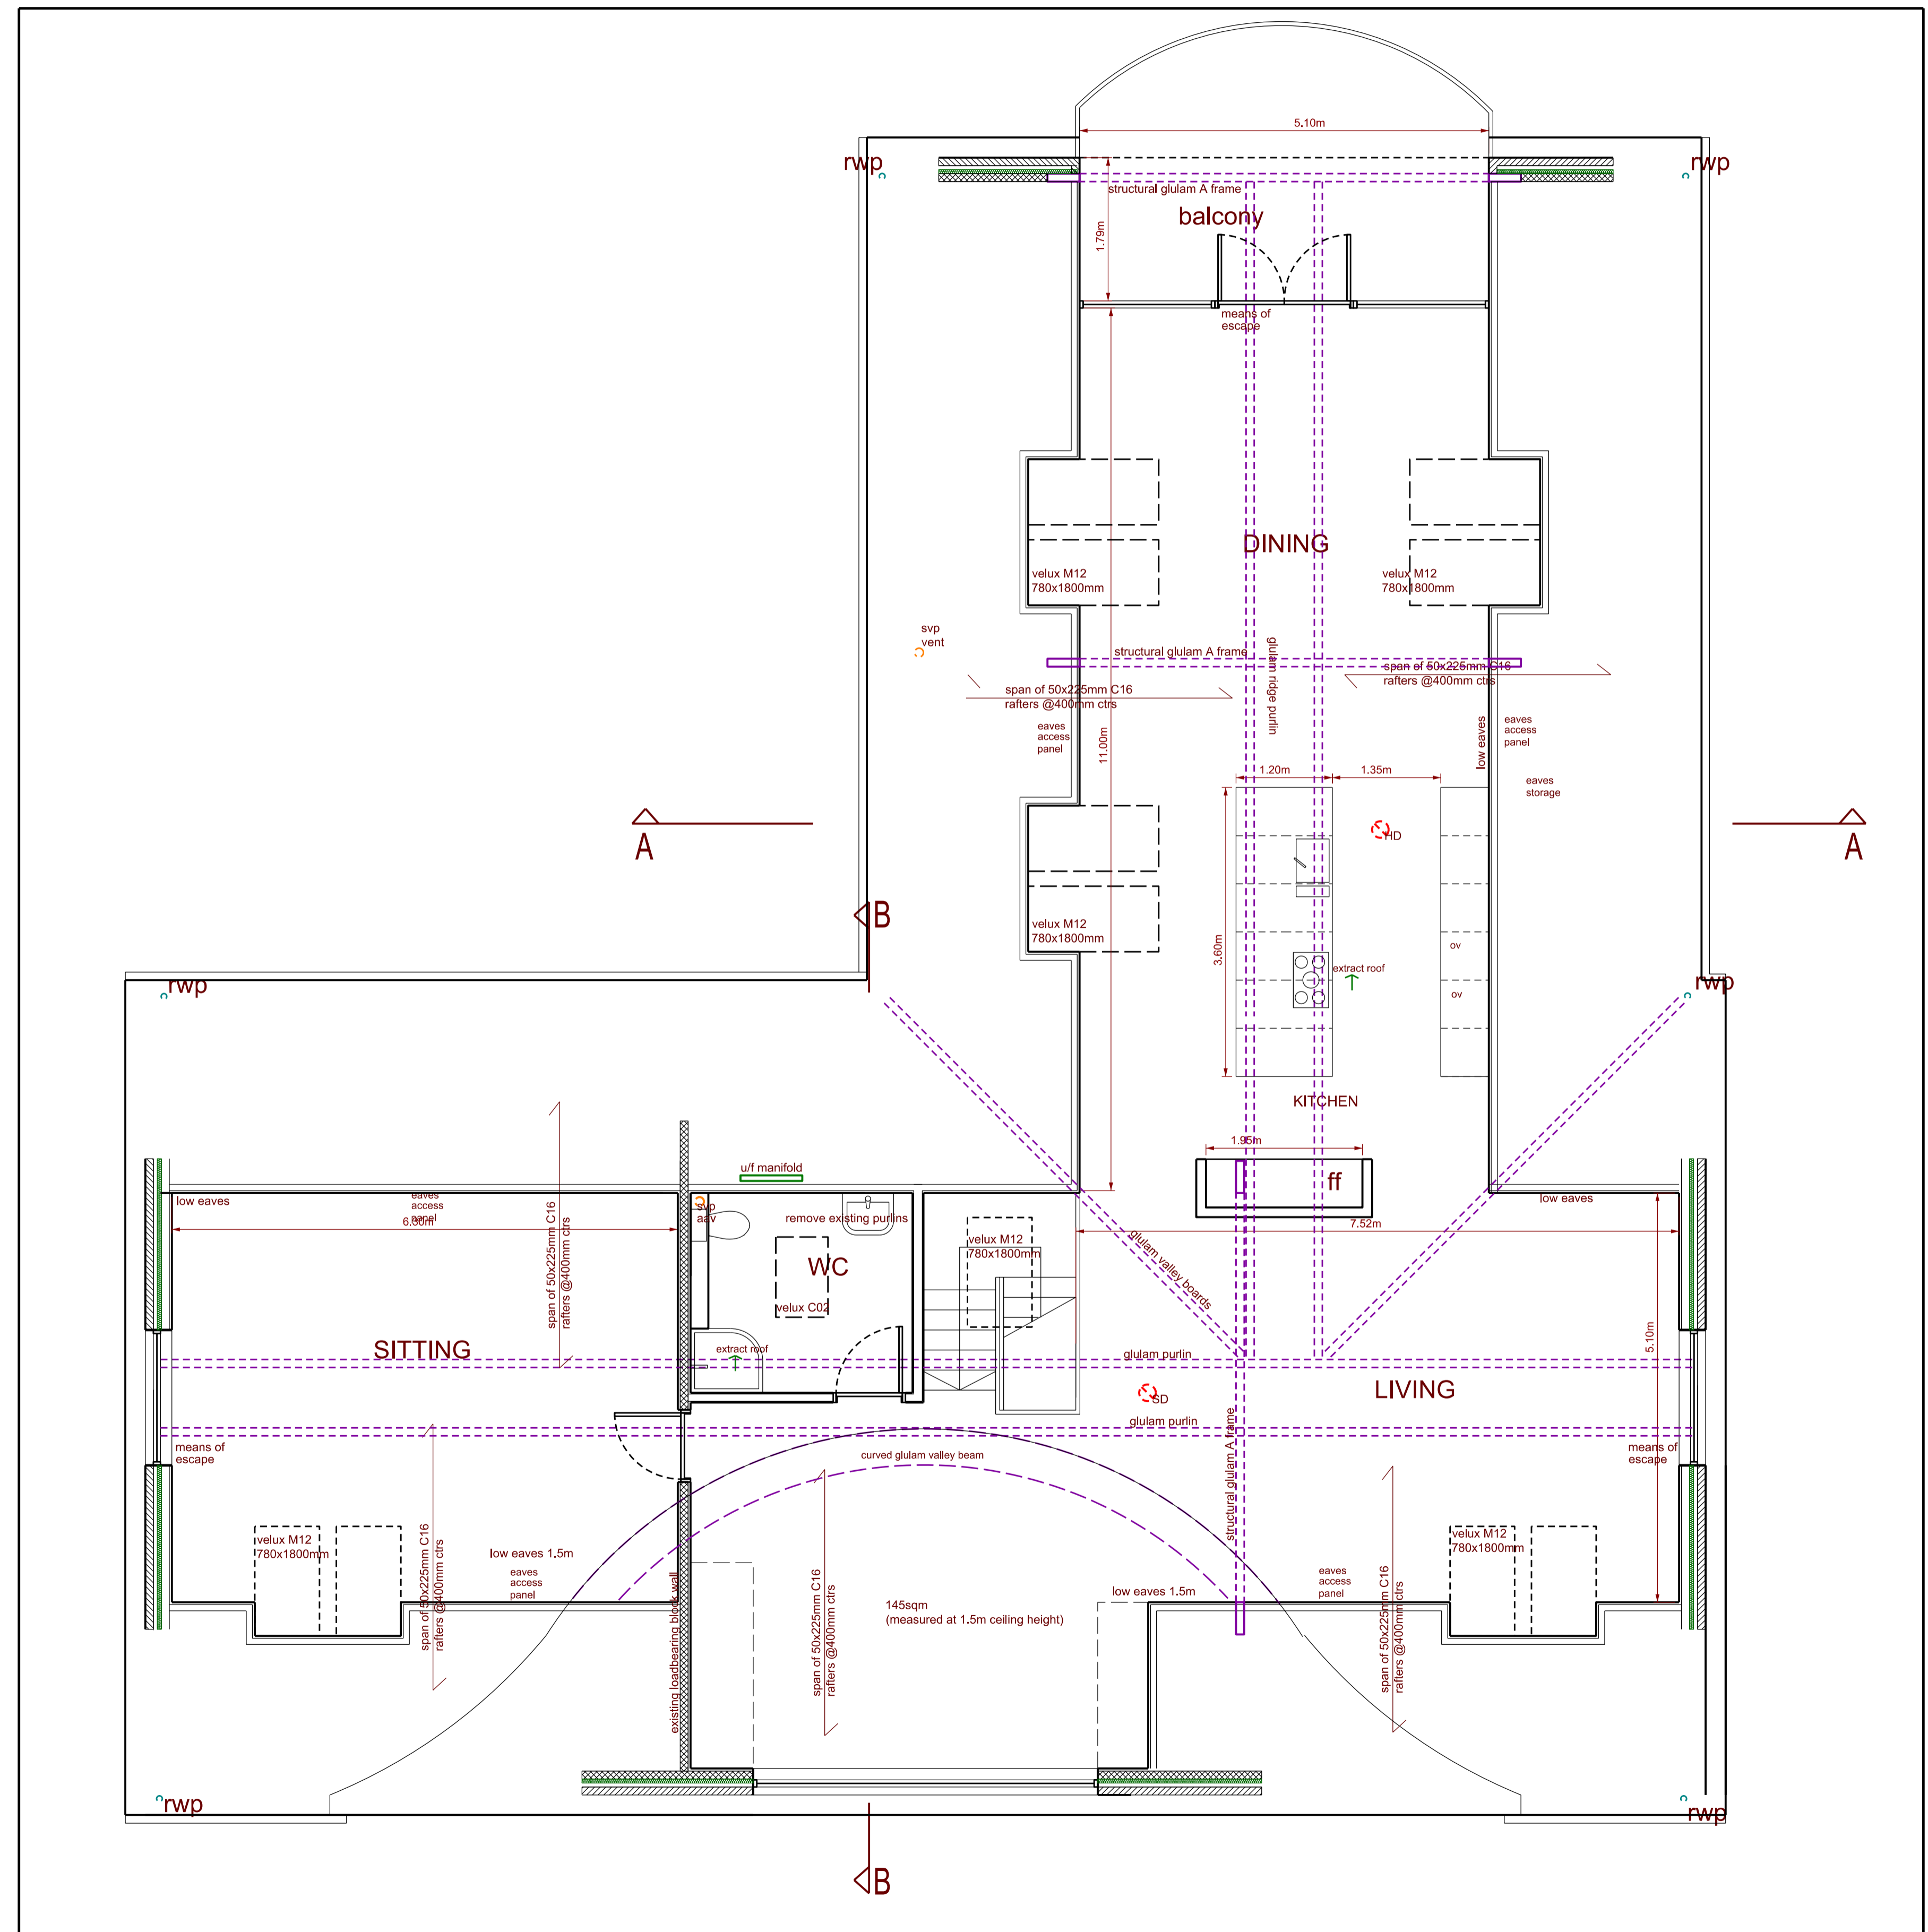 5.10m
rwp
rwp
structural glulam A frame
balcony
1.79m
means of
escape
DINING
velux M12
780x1800mm
velux M12
780x1800mm
svp
vent
structural glulam A frame
glulam ridge purlin
span of 50x225mm C16
rafters @400mm ctrs
span of 50x225mm C16
rafters @400mm ctrs
eaves
access
panel
11.00m
low eaves
eaves
access
panel
1.20m
1.35m
eaves
storage
A
HD
A
B
velux M12
780x1800mm
3.60m
ov
extract roof
ov
rwp
rwp
KITCHEN
1.95m
ff
u/f manifold
low eaves
eaves
access
panel
6.30m
span of 50x225mm C16
rafters @400mm ctrs
svp
aav
remove existing purlins
low eaves
7.52m
velux M12
780x1800mm
glulam valley boards
WC
velux C02
5.10m
SITTING
extract roof
glulam purlin
LIVING
SD
glulam purlin
structural glulam A frame
means of
escape
curved glulam valley beam
means of
escape
velux M12
780x1800mm
span of 50x225mm C16
rafters @400mm ctrs
low eaves 1.5m
eaves
access
panel
existing loadbearing block wall
span of 50x225mm C16
rafters @400mm ctrs
145sqm
(measured at 1.5m ceiling height)
low eaves 1.5m
eaves
access
panel
span of 50x225mm C16
rafters @400mm ctrs
velux M12
780x1800mm
rwp
rwp
B